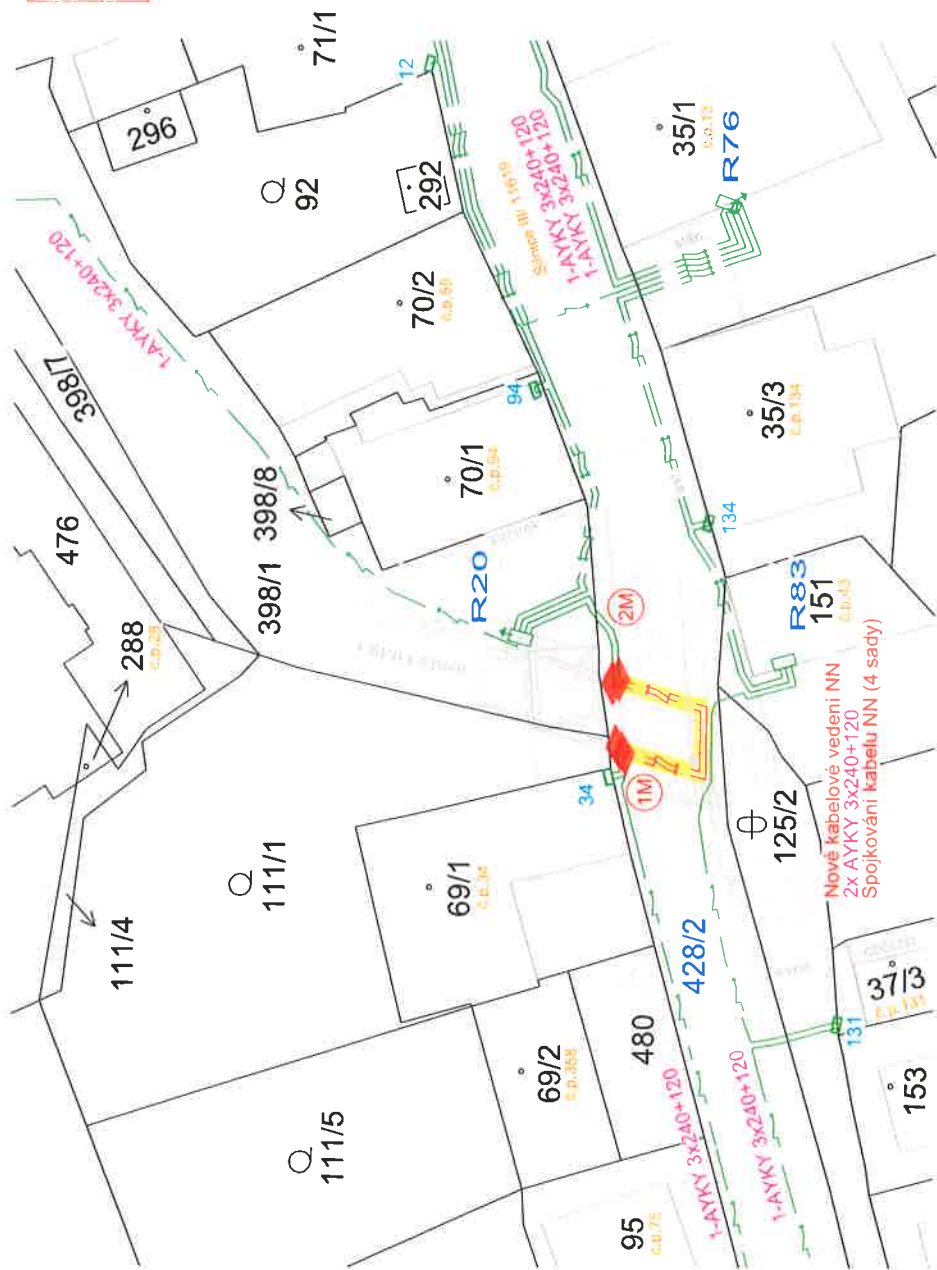 71/1
12
296
92
292
35/1
č.p.13
R76
1-AYKY 3x240+120
Silnice III/ 11619
1-AYKY 3x240+120
1-AYKY 3x240+120
70/2
č.p.59
398/7
94
70/1
č.p.94
35/3
č.p.134
134
476
398/8
398/1
R20
288
č.p.29
2M
R83
151
č.p.43
34
1M
111/1
111/4
69/1
č.p.34
125/2
Nové kabelové vedení NN
2x AYKY 3x240+120
Spojkování kabelu NN (4 sady)
428/2
37/3
č.p.131
131
69/2
č.p.358
480
111/5
153
1-AYKY 3x240+120
1-AYKY 3x240+120
95
č.p.75